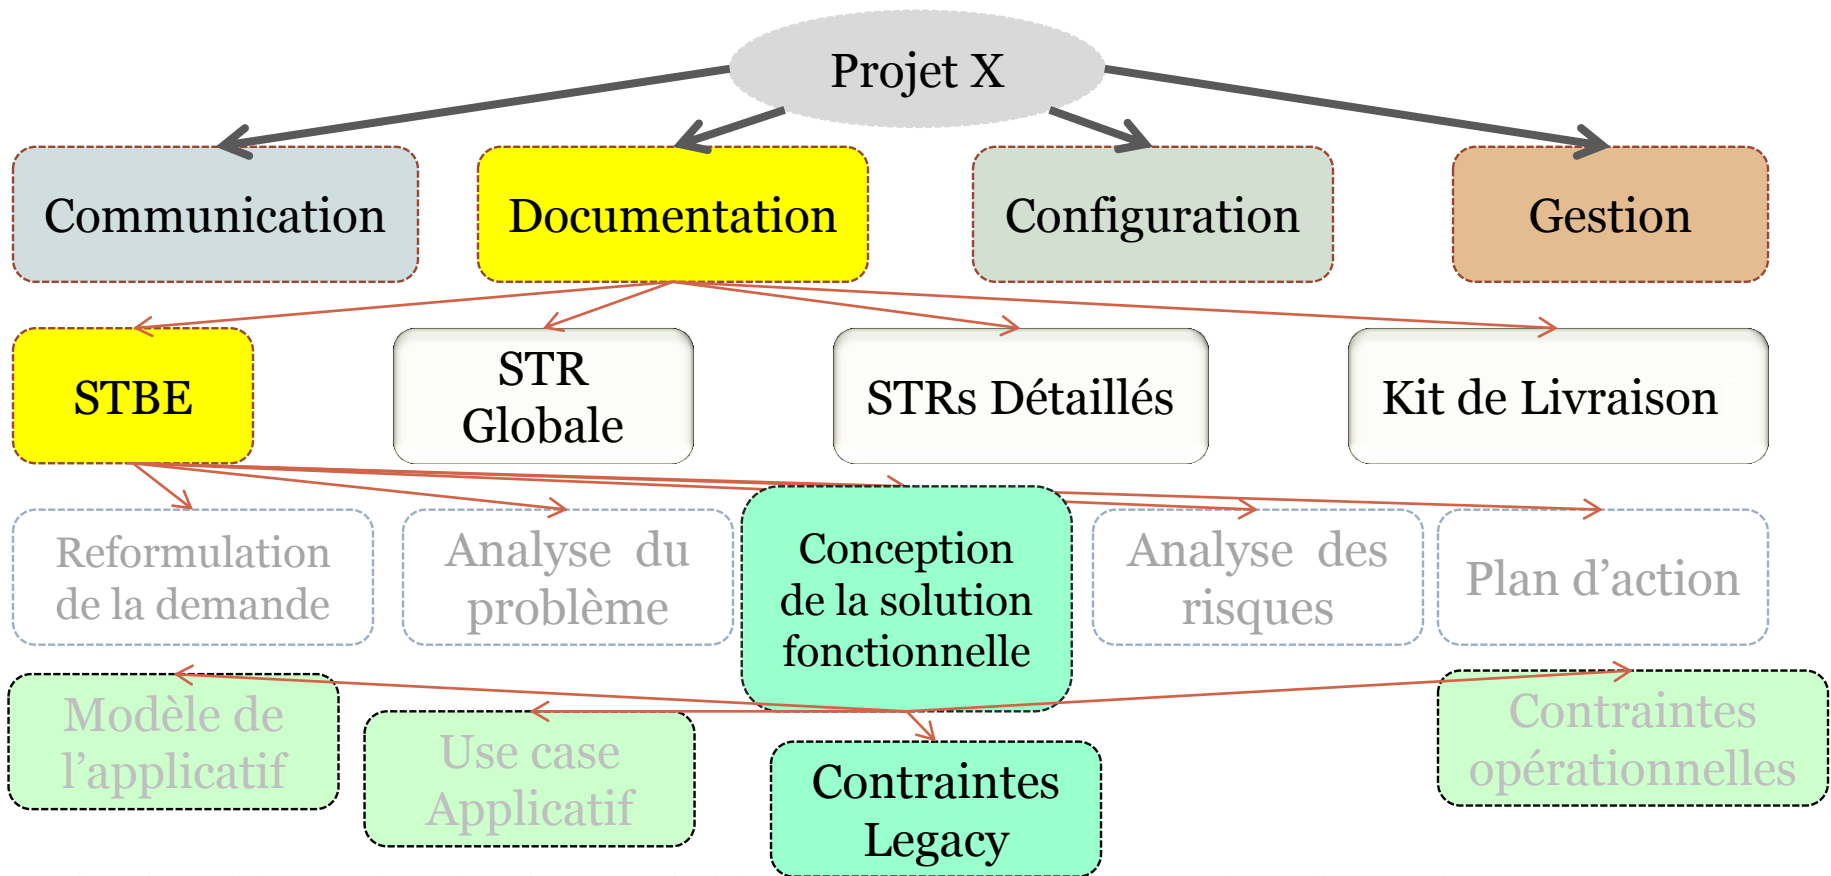 Projet X
Communication
Documentation
Configuration
Gestion
STBE
STR
Globale
STRs Détaillés
Kit de Livraison
Reformulation
de la demande
Analyse du
problème
Conception
de la solution
fonctionnelle
Analyse des
risques
Plan d’action
Modèle de
l’applicatif
Use case
Applicatif
Contraintes
Legacy
Contraintes
opérationnelles